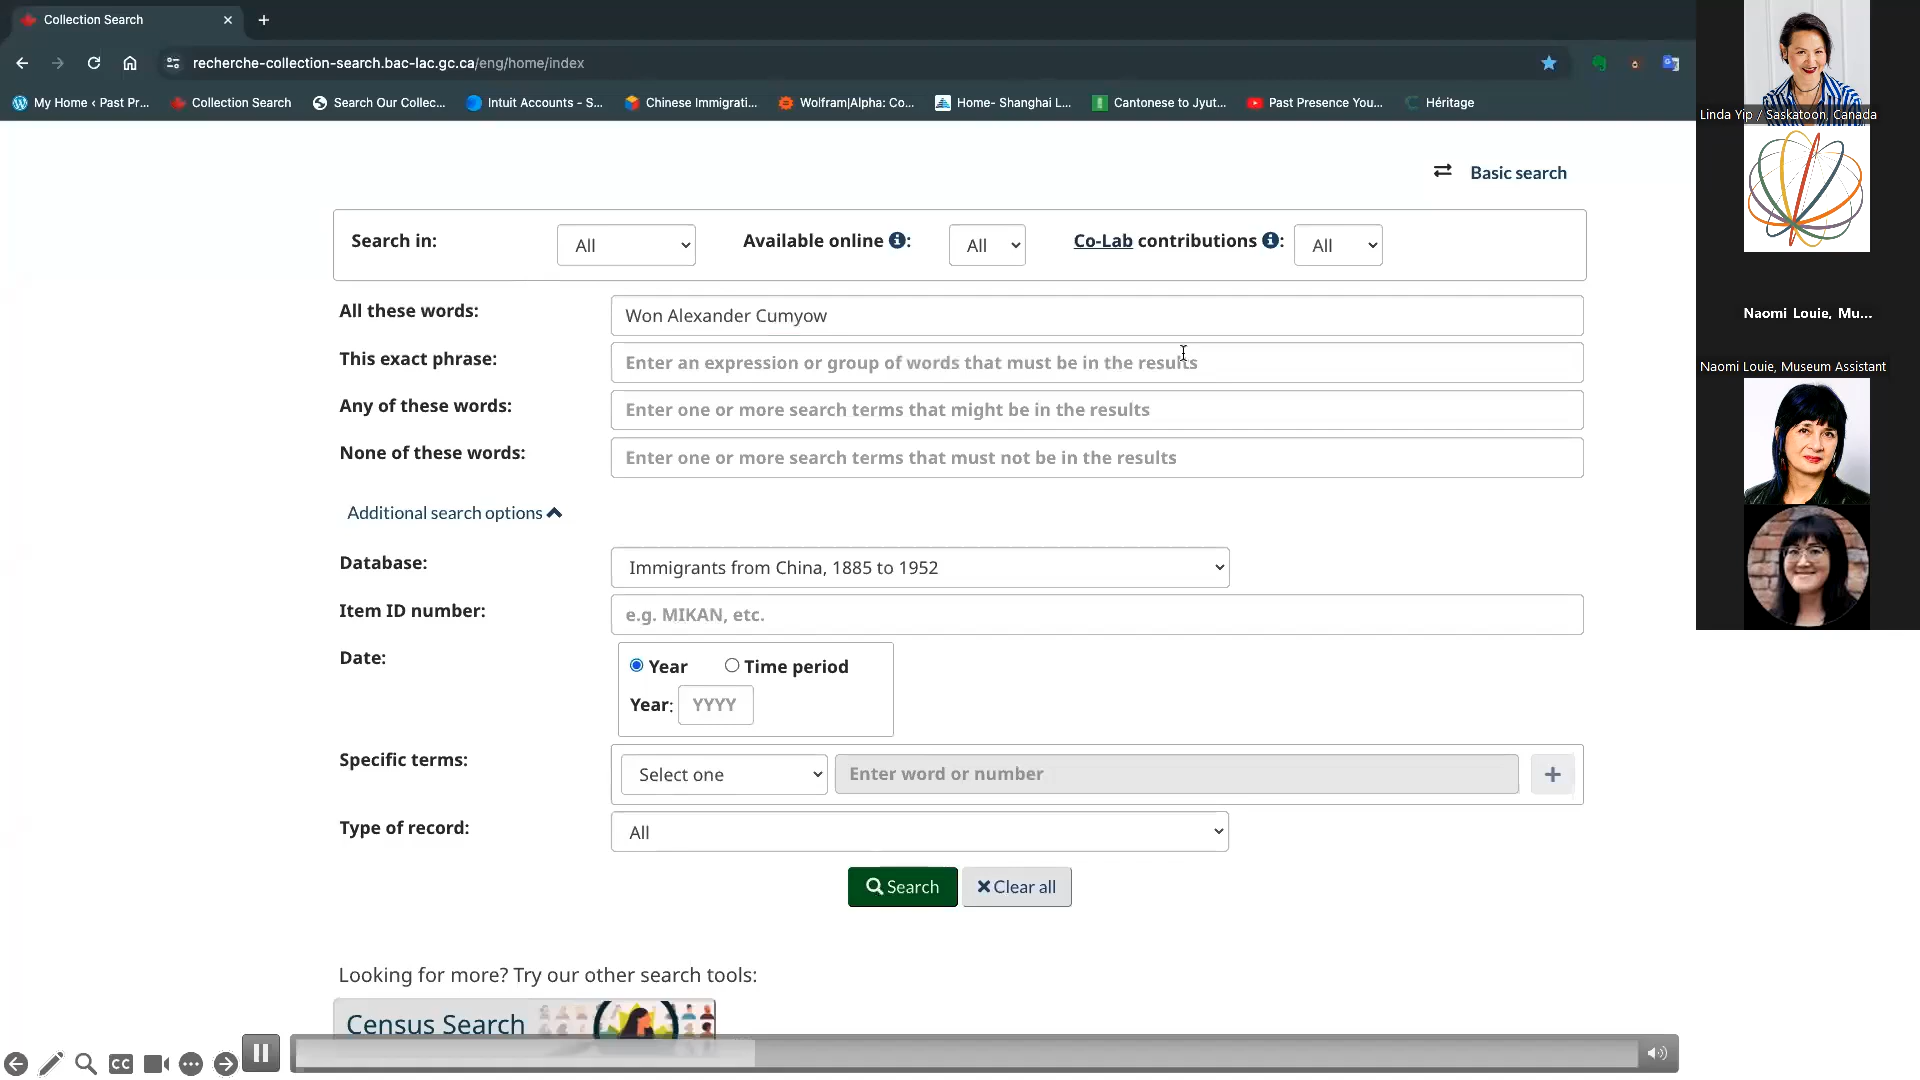 Collection Search
recherche-collection-search.bac-lac.gc.ca/eng/home/index
My Home ‹ Past Pr... Collection Search Search Our Collec... Intuit Accounts - S... Chinese Immigrati... Wolfram|Alpha: Co... Home- Shanghai L... Cantonese to Jyut... Past Presence You... Héritage
Linda Yip / Saskatoon, Canada
Basic search
Search in: All Available online: All Co-Lab contributions: All
All these words: Won Alexander Cumyow
Naomi Louie, Mu...
This exact phrase: Enter an expression or group of words that must be in the results
Naomi Louie, Museum Assistant
Any of these words: Enter one or more search terms that might be in the results
None of these words: Enter one or more search terms that must not be in the results
Additional search options
Database: Immigrants from China, 1885 to 1952
Item ID number: e.g. MIKAN, etc.
Date: Year Time period
Year: YYYY
Specific terms: Select one Enter word or number
Type of record: All
Search Clear all
Looking for more? Try our other search tools:
Census Search
CC